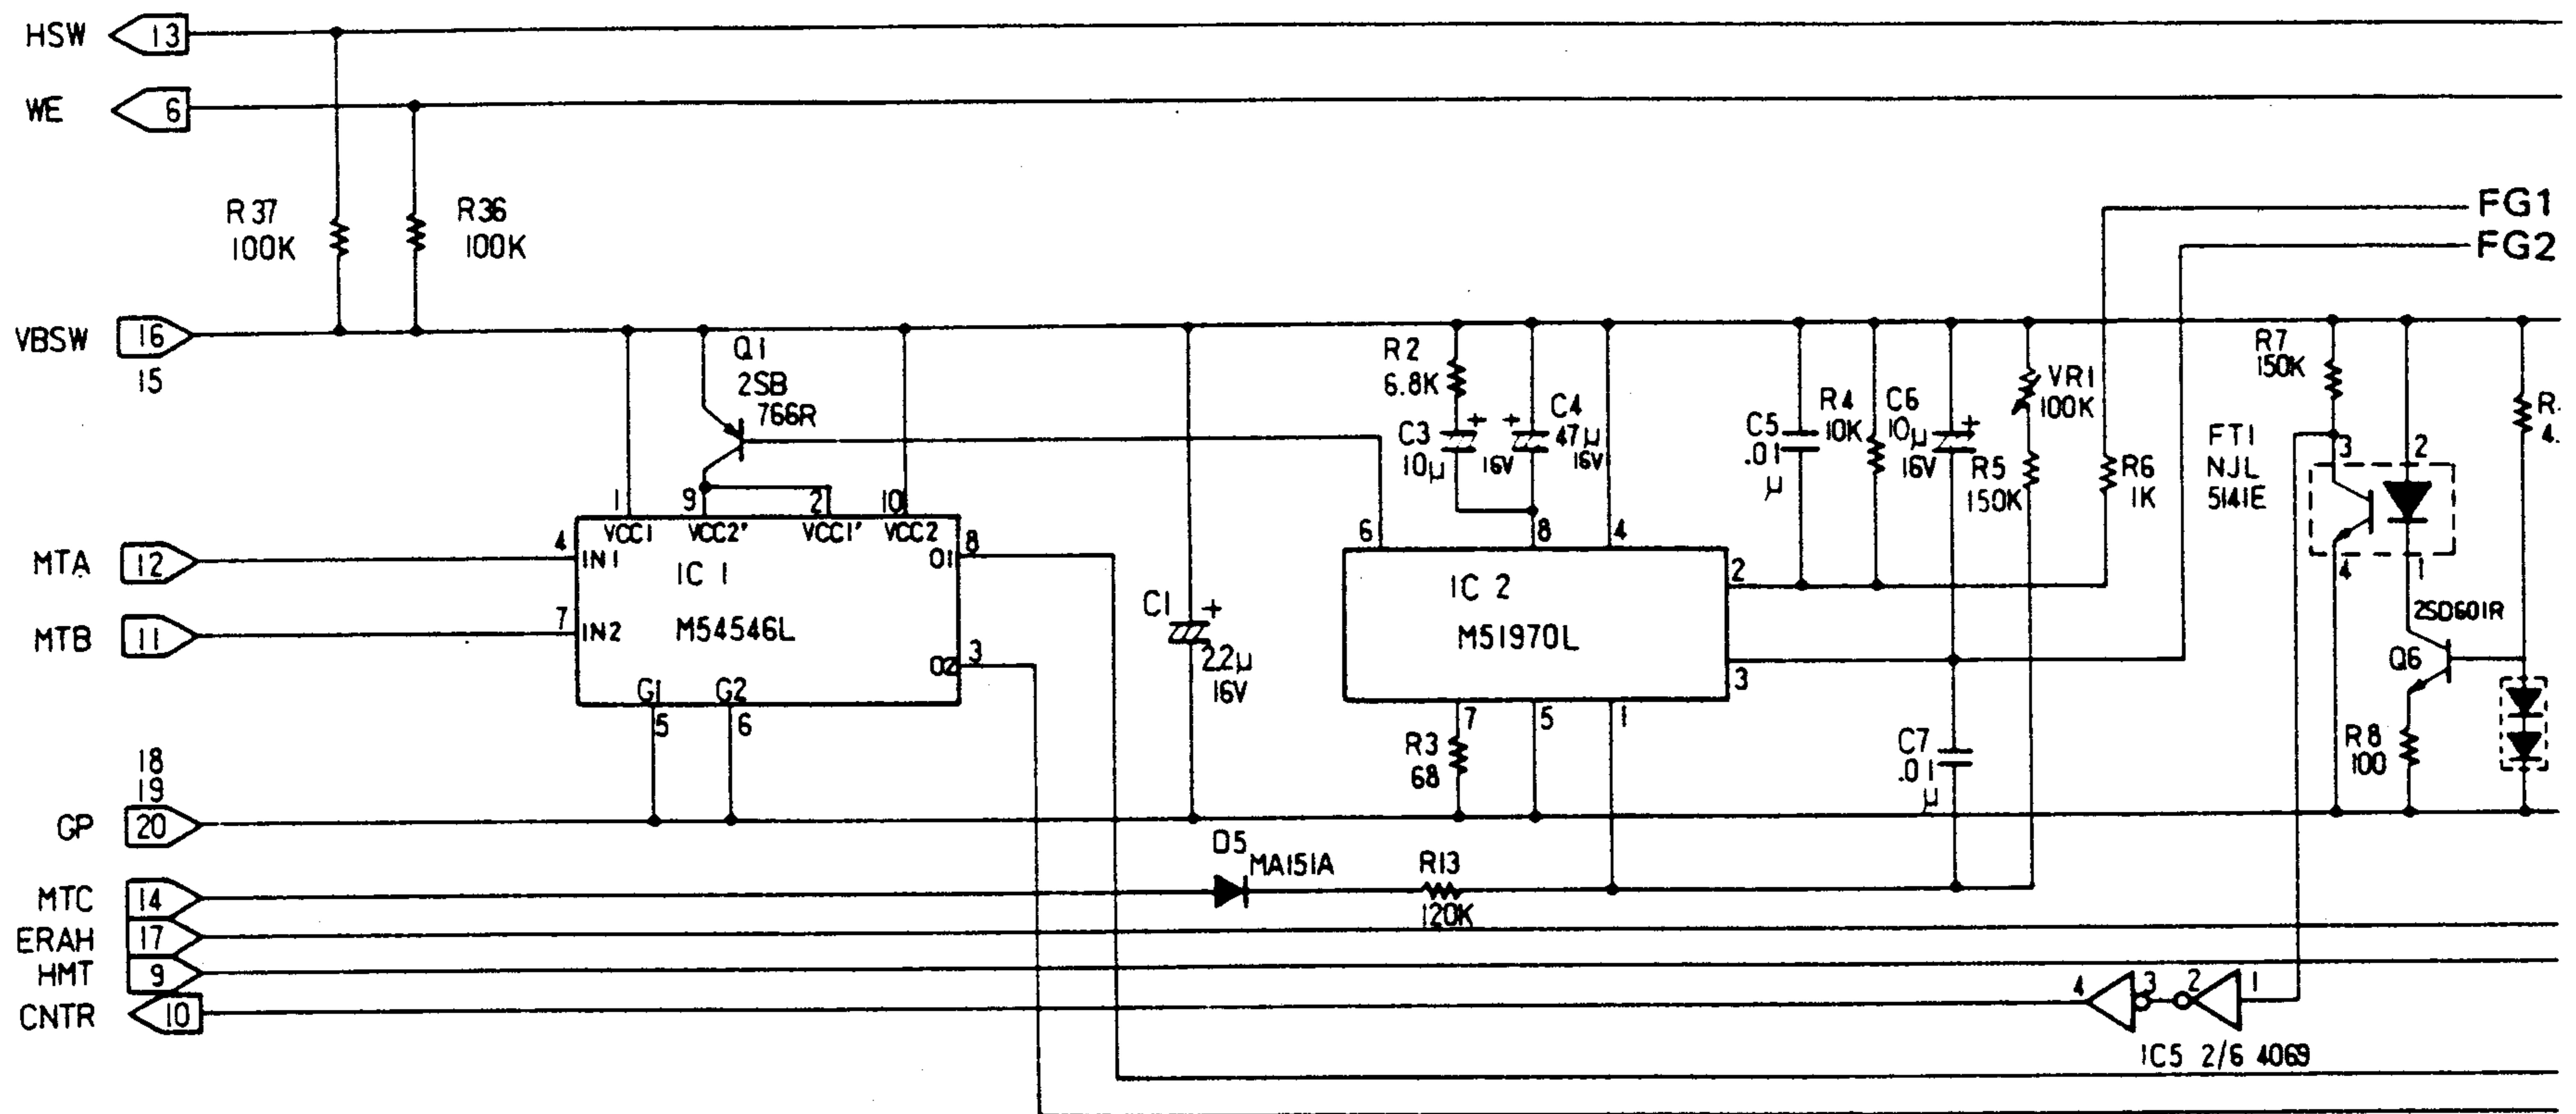 HSW 13
WE 6
R37
100K
R36
100K
FG1
FG2
VBSW 16
15
Q1
2SB
766R
R2
6.8K
C3
10μ
16V
+
+
C4
47μ
16V
C5
.01
μ
R4
10K
C6
10μ
16V
+
VR1
100K
R5
150K
R6
1K
R7
150K
FT1
NJL
5141E
3
2
4
1
R
4.
1
9
2
10
VCC1
VCC2'
VCC1'
VCC2
MTA 12
4
IN1
IC 1
O1
8
MTB 11
7
IN2
M54546L
O2
3
G1
G2
5
6
C1
+
2.2μ
16V
6
8
4
IC 2
2
M51970L
3
7
5
1
R3
68
C7
.01
μ
2SD601R
Q6
R8
100
18
19
GP 20
D5
MA151A
R13
120K
MTC 14
ERAH 17
HMT 9
CNTR 10
4
3
2
1
IC5 2/6 4069